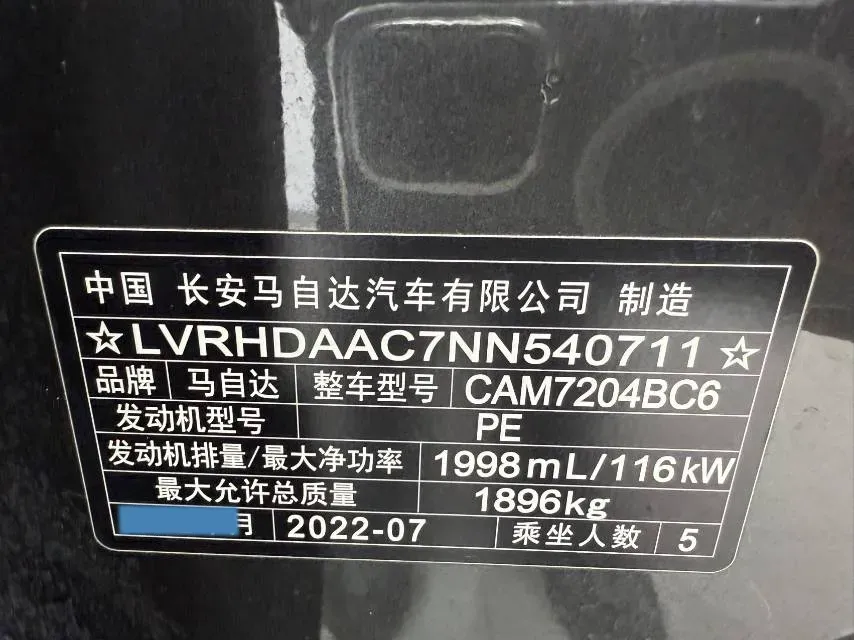 中国 长安马自达汽车有限公司 制造
☆LVRHDAAC7NN540711☆
品牌 马自达 整车型号 CAM7204BC6
发动机型号 PE
发动机排量/最大净功率 1998mL/116kW
最大允许总质量 1896kg
月 2022-07 乘坐人数 5